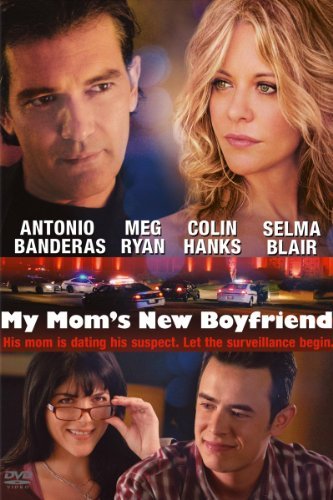 ANTONIO MEG COLIN SELMA
BANDERAS RYAN HANKS BLAIR
My Mom's New Boyfriend
His mom is dating his suspect. Let the surveillance begin.
DVD
VIDEO